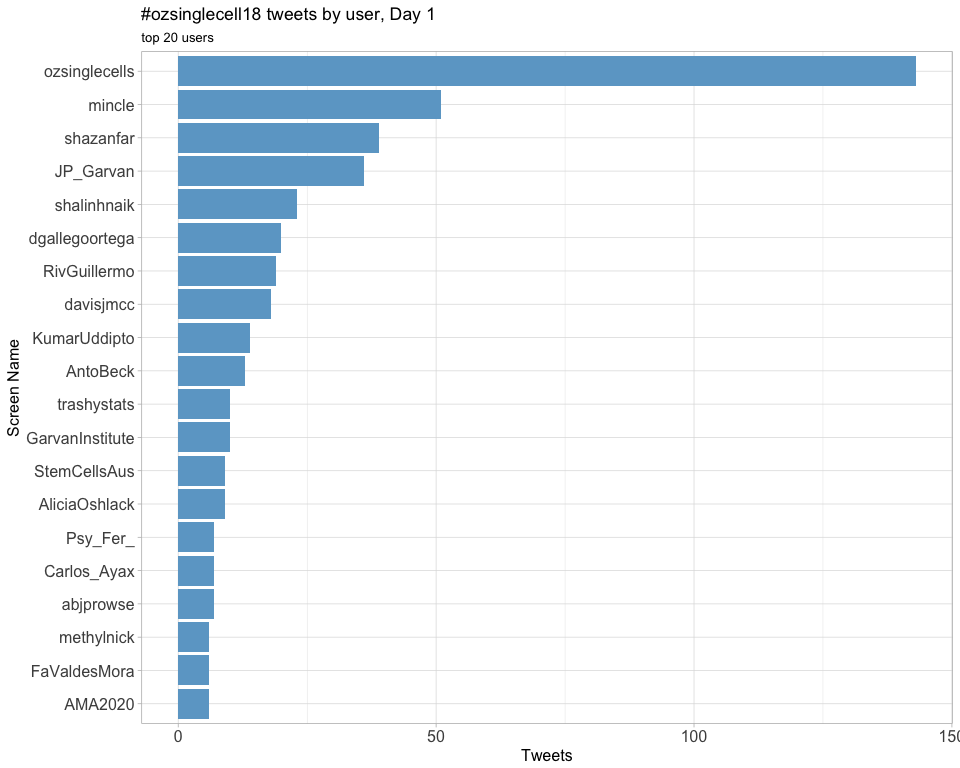 #ozsinglecell18 tweets by user, Day 1
top 20 users
ozsinglecells
mincle
shazanfar
JP_Garvan
shalinhnaik
dgallegoortega
RivGuillermo
davisjmcc
KumarUddipto
AntoBeck
trashystats
GarvanInstitute
StemCellsAus
AliciaOshlack
Psy_Fer_
Carlos_Ayax
abjprowse
methylnick
FaValdesMora
AMA2020
Screen Name
0 50 100 150
Tweets